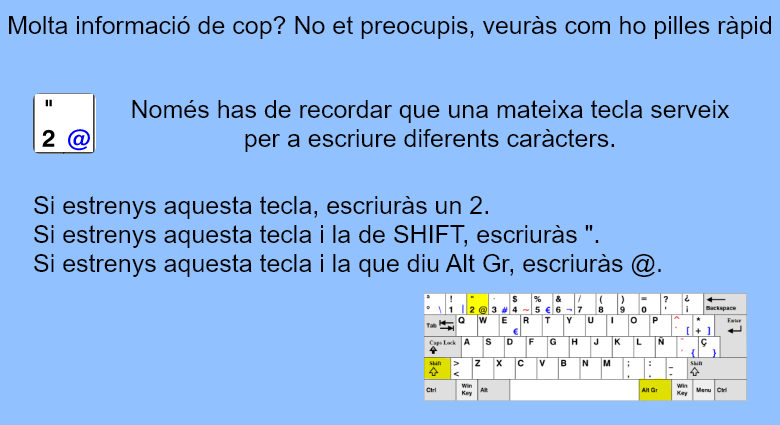 Molta informació de cop? No et preocupis, veuràs com ho pilles ràpid
"
2 @
Només has de recordar que una mateixa tecla serveix
per a escriure diferents caràcters.
Si estrenys aquesta tecla, escriuràs un 2.
Si estrenys aquesta tecla i la de SHIFT, escriuràs ".
Si estrenys aquesta tecla i la que diu Alt Gr, escriuràs @.
ª ! " · $ % & / ( ) = ? ¿
º \ 1 | 2 @ 3 # 4 ~ 5 € 6 ¬ 7 8 9 0 ' ¡ Backspace
Tab Q W E € R T Y U I O P ^ ` [ * + ] Enter
Caps Lock A S D F G H J K L Ñ { Ç }
Shift > < Z X C V B N M ; , : . _ - Shift
Ctrl Win Key Alt Alt Gr Win Key Menu Ctrl